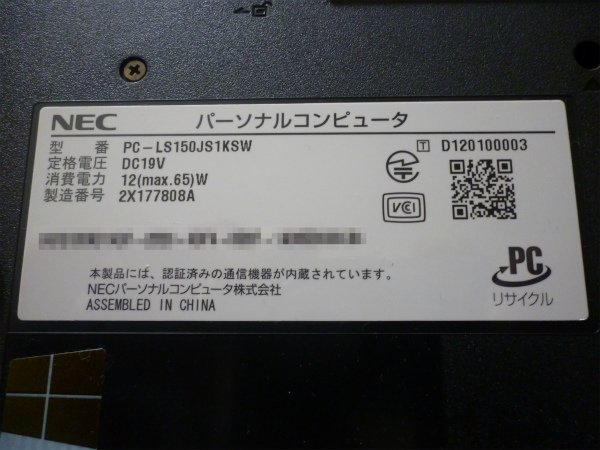 NEC パーソナルコンピュータ
型 番 PC-LS150JS1KSW
定格電圧 DC19V
消費電力 12(max.65)W
製造番号 2X177808A
T D120100003
VCI
本製品には、認証済みの通信機器が内蔵されています。
NECパーソナルコンピュータ株式会社
ASSEMBLED IN CHINA
PC
リサイクル